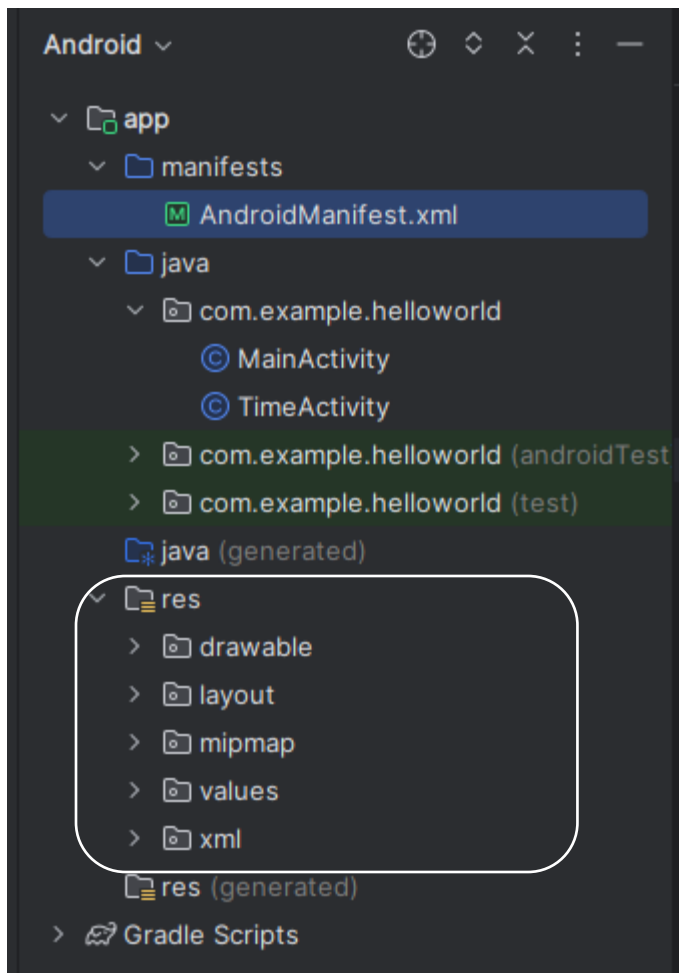 Android
app
manifests
AndroidManifest.xml
java
com.example.helloworld
MainActivity
TimeActivity
com.example.helloworld (androidTest
com.example.helloworld (test)
java (generated)
res
drawable
layout
mipmap
values
xml
res (generated)
Gradle Scripts